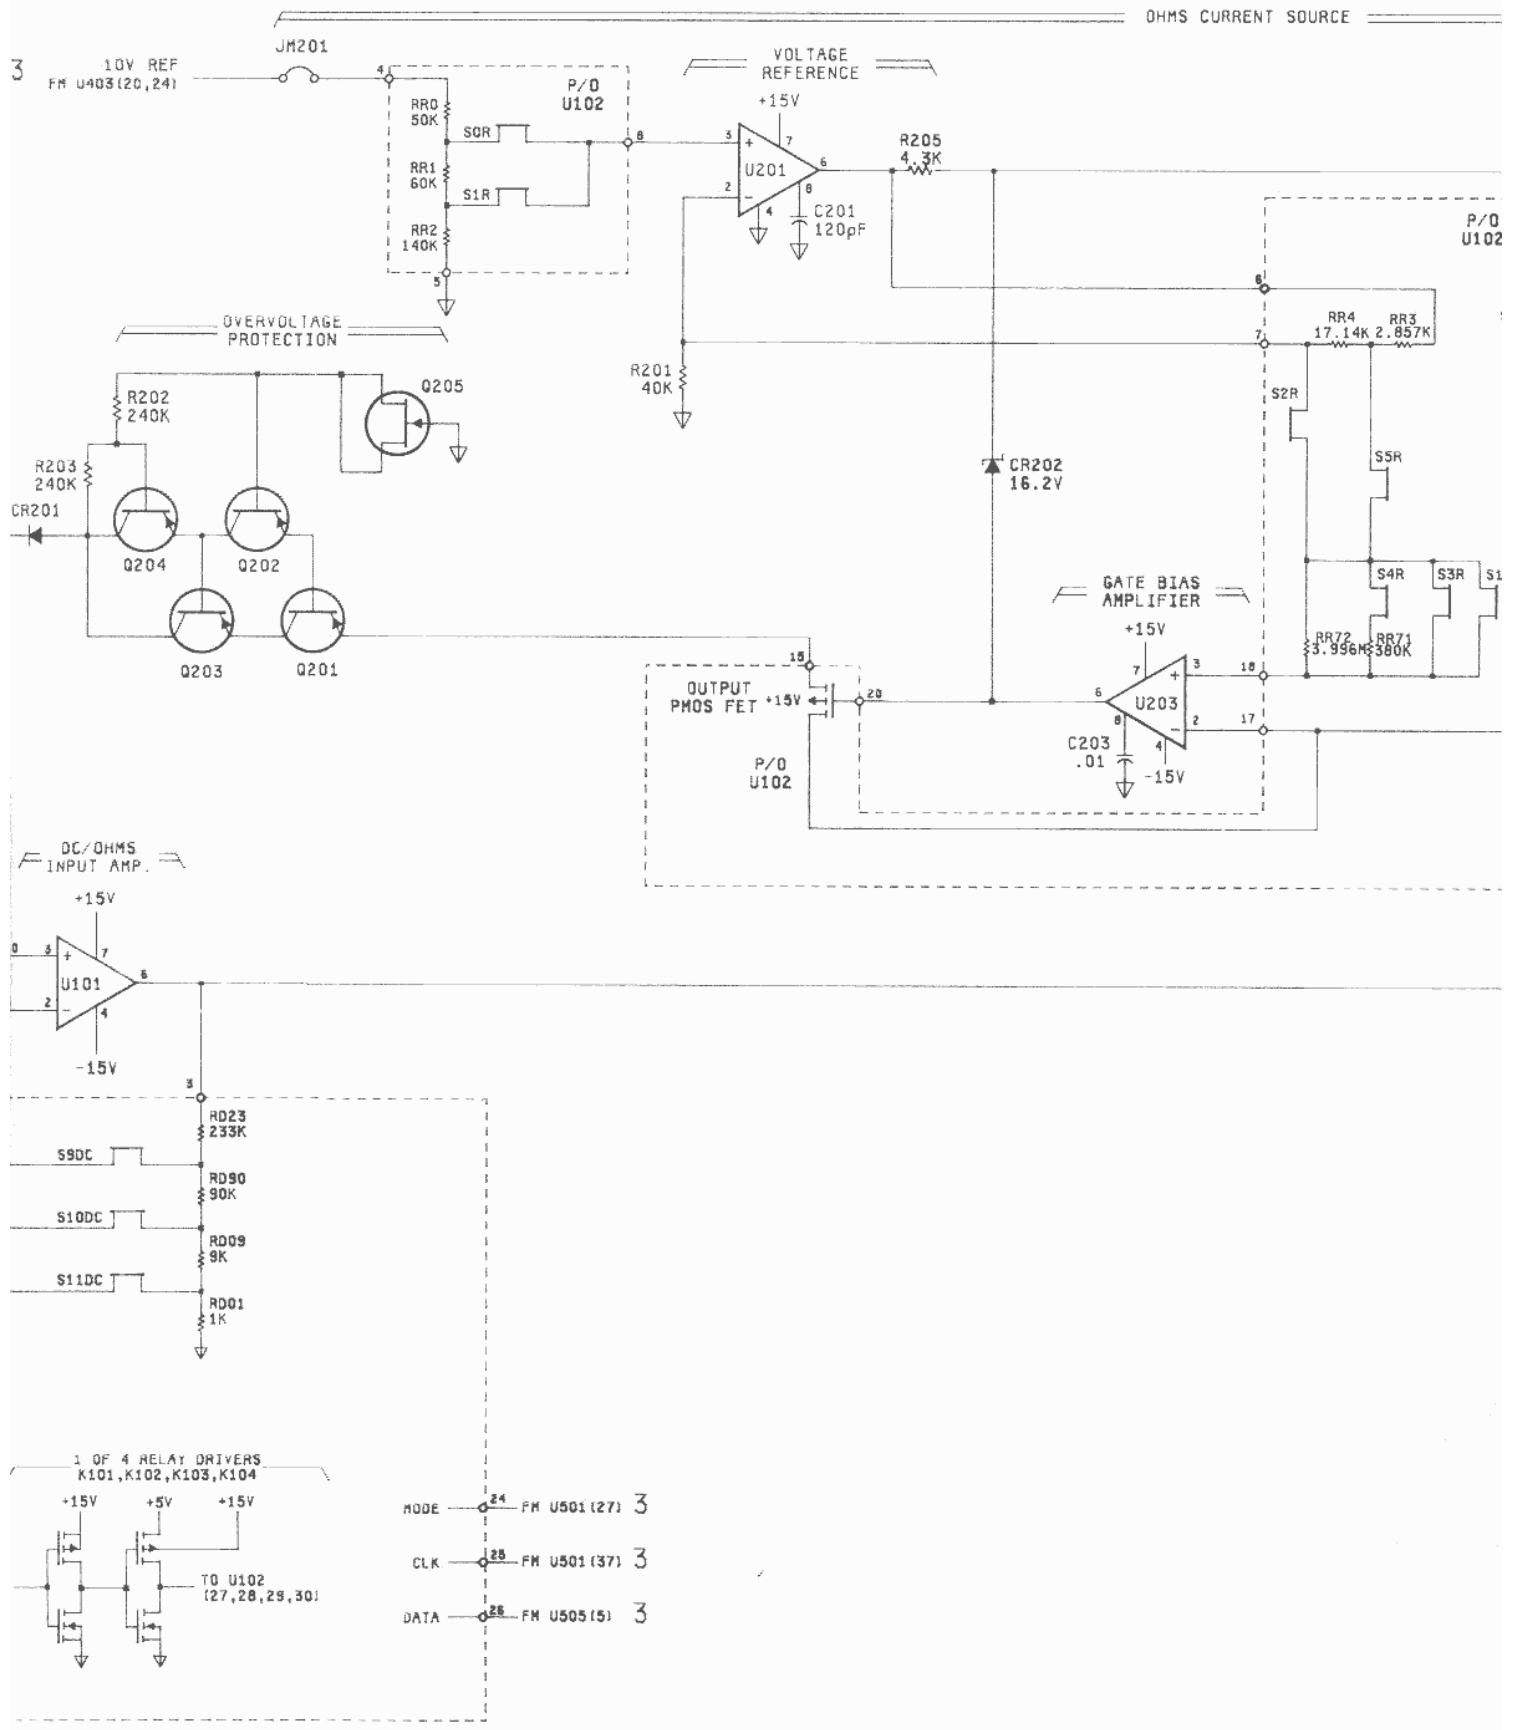 OHMS CURRENT SOURCE
JM201
3
10V REF
FM U403(20,24)
4
P/O
U102
RR0
50K
S0R
8
RR1
60K
S1R
RR2
140K
5
VOLTAGE
REFERENCE
+15V
3
+
7
U201
6
2
-
8
4
C201
120pF
R205
4.3K
P/O
U102
6
7
RR4
17.14K
RR3
2.857K
R201
40K
S2R
S5R
OVERVOLTAGE
PROTECTION
R202
240K
Q205
R203
240K
CR201
Q204
Q202
Q203
Q201
CR202
16.2V
GATE BIAS
AMPLIFIER
+15V
S4R
S3R
S1
RR72
3.996M
RR71
380K
15
OUTPUT
PMOS FET
+15V
20
6
7
3
+
18
U203
8
2
-
17
4
C203
.01
-15V
P/O
U102
DC/OHMS
INPUT AMP.
+15V
0
3
+
7
U101
6
2
-
4
-15V
3
RD23
233K
S9DC
RD90
90K
S10DC
RD09
9K
S11DC
RD01
1K
1 OF 4 RELAY DRIVERS
K101,K102,K103,K104
+15V
+5V
+15V
TO U102
(27,28,29,30)
MODE
24
FM U501(27)
3
CLK
25
FM U501(37)
3
DATA
26
FM U505(5)
3